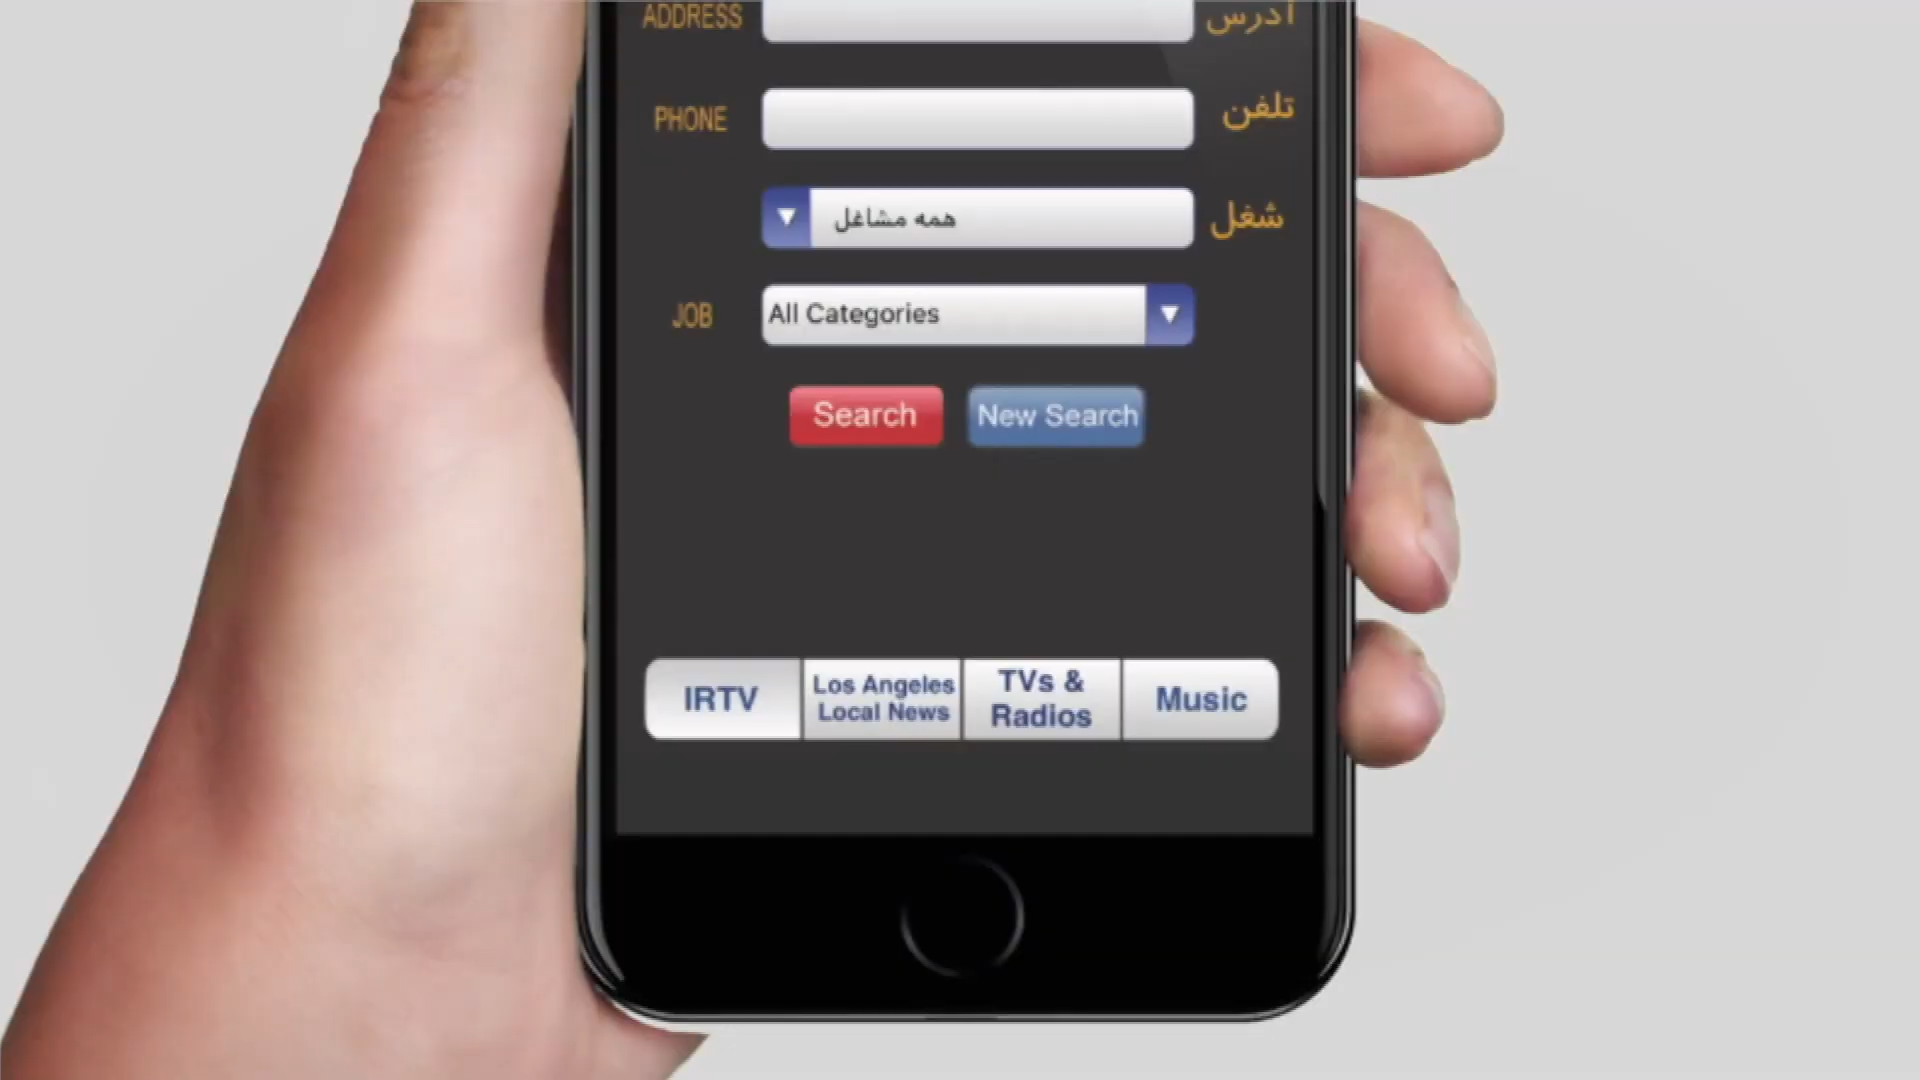 ADDRESS آدرس
PHONE تلفن
همه مشاغل شغل
JOB All Categories
Search New Search
IRTV
Los Angeles
Local News
TVs &
Radios
Music